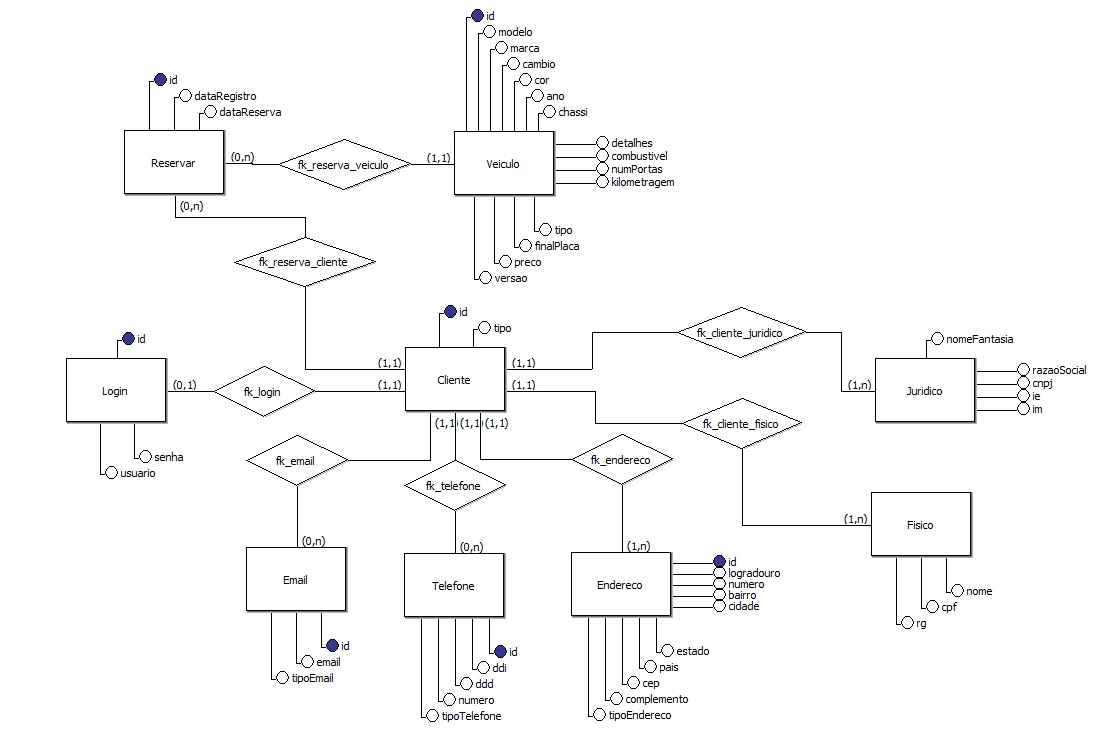 id
modelo
marca
cambio
cor
ano
chassi
id
dataRegistro
dataReserva
Reservar
(0,n)
fk_reserva_veiculo
(1,1)
Veiculo
detalhes
combustivel
numPortas
kilometragem
(0,n)
tipo
finalPlaca
preco
versao
fk_reserva_cliente
id
tipo
fk_cliente_juridico
nomeFantasia
id
Login
(0,1)
fk_login
(1,1)
(1,1)
Cliente
(1,1)
(1,1)
(1,n)
Juridico
razaoSocial
cnpj
ie
im
(1,1)
(1,1)
(1,1)
fk_cliente_fisico
senha
usuario
fk_email
fk_telefone
fk_endereco
(1,n)
Fisico
nome
cpf
rg
(0,n)
Email
(0,n)
Telefone
(1,n)
Endereco
id
logradouro
numero
bairro
cidade
id
email
tipoEmail
id
ddi
ddd
numero
tipoTelefone
estado
pais
cep
complemento
tipoEndereco